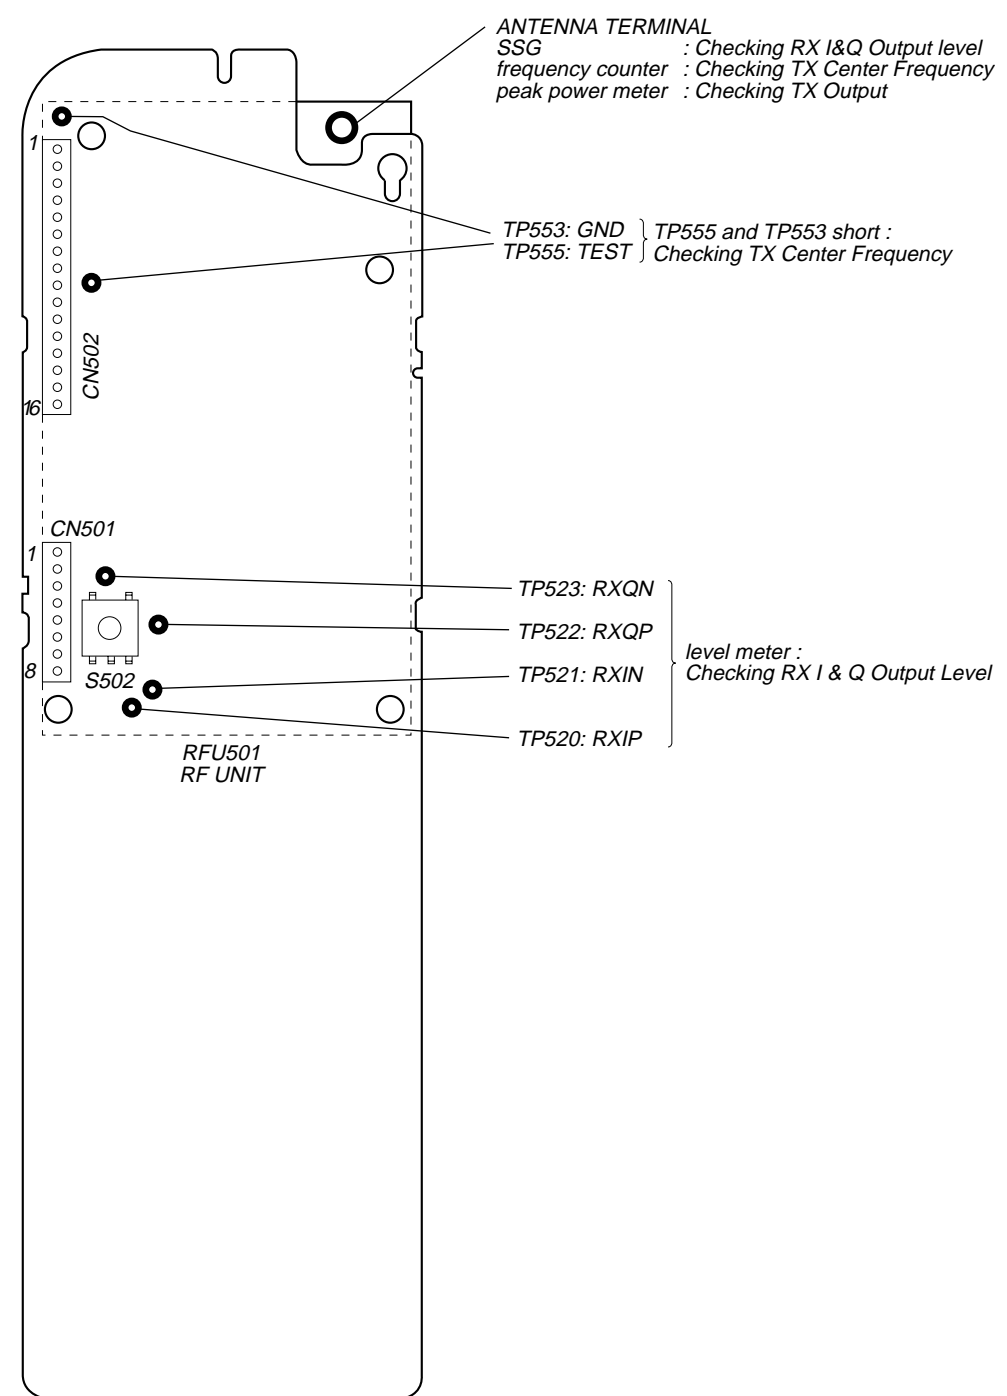 ANTENNA TERMINAL
SSG : Checking RX I&Q Output level
frequency counter : Checking TX Center Frequency
peak power meter : Checking TX Output
1
TP553: GND
TP555: TEST
TP555 and TP553 short :
Checking TX Center Frequency
CN502
16
CN501
1
TP523: RXQN
TP522: RXQP
TP521: RXIN
TP520: RXIP
level meter :
Checking RX I & Q Output Level
8
S502
RFU501
RF UNIT